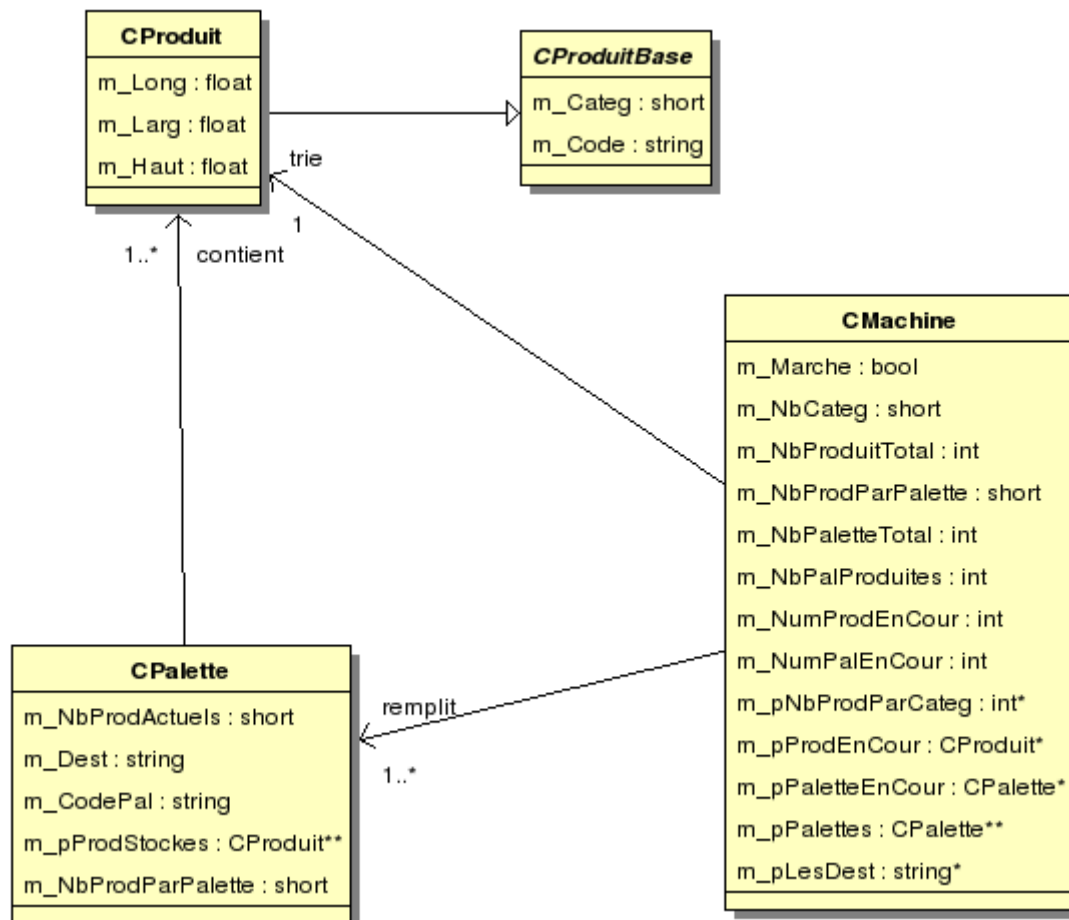 CProduit
m_Long : float
m_Larg : float
m_Haut : float
CProduitBase
m_Categ : short
m_Code : string
trie
1
1..*
contient
CMachine
m_Marche : bool
m_NbCateg : short
m_NbProduitTotal : int
m_NbProdParPalette : short
m_NbPaletteTotal : int
m_NbPalProduites : int
m_NumProdEnCour : int
m_NumPalEnCour : int
m_pNbProdParCateg : int*
m_pProdEnCour : CProduit*
m_pPaletteEnCour : CPalette*
m_pPalettes : CPalette**
m_pLesDest : string*
remplit
1..*
CPalette
m_NbProdActuels : short
m_Dest : string
m_CodePal : string
m_pProdStockes : CProduit**
m_NbProdParPalette : short